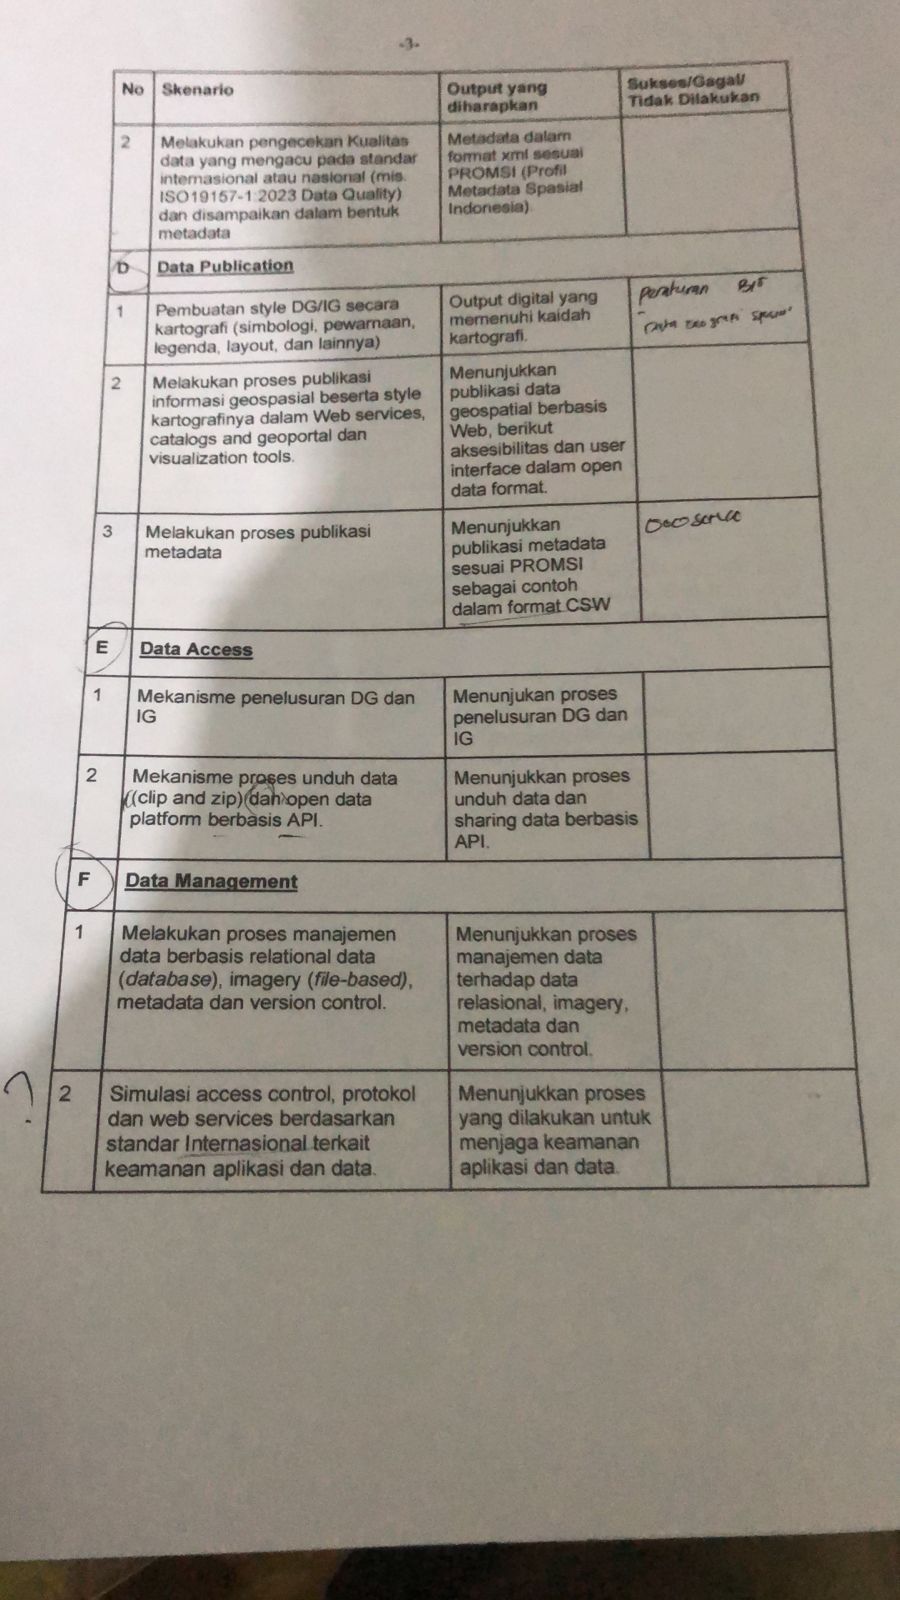 -3-
No Skenario Output yang Sukses/Gagal/
diharapkan Tidak Dilakukan
2 Melakukan pengecekan Kualitas
data yang mengacu pada standar
internasional atau nasional (mis.
ISO19157-1:2023 Data Quality)
dan disampaikan dalam bentuk
metadata
Metadata dalam
format xml sesuai
PROMSI (Profil
Metadata Spasial
Indonesia).
D Data Publication
1 Pembuatan style DG/IG secara
kartografi (simbologi, pewarnaan,
legenda, layout, dan lainnya)
Output digital yang
memenuhi kaidah
kartografi.
Peraturan
2 Melakukan proses publikasi
informasi geospasial beserta style
kartografinya dalam Web services,
catalogs and geoportal dan
visualization tools.
Menunjukkan
publikasi data
geospatial berbasis
Web, berikut
aksesibilitas dan user
interface dalam open
data format.
3 Melakukan proses publikasi
metadata
Menunjukkan
publikasi metadata
sesuai PROMSI
sebagai contoh
dalam format CSW
E Data Access
1 Mekanisme penelusuran DG dan
IG
Menunjukan proses
penelusuran DG dan
IG
2 Mekanisme proses unduh data
((clip and zip) dan open data
platform berbasis API.
Menunjukkan proses
unduh data dan
sharing data berbasis
API.
F Data Management
1 Melakukan proses manajemen
data berbasis relational data
(database), imagery (file-based),
metadata dan version control.
Menunjukkan proses
manajemen data
terhadap data
relasional, imagery,
metadata dan
version control.
? 2 Simulasi access control, protokol
dan web services berdasarkan
standar Internasional terkait
keamanan aplikasi dan data.
Menunjukkan proses
yang dilakukan untuk
menjaga keamanan
aplikasi dan data.